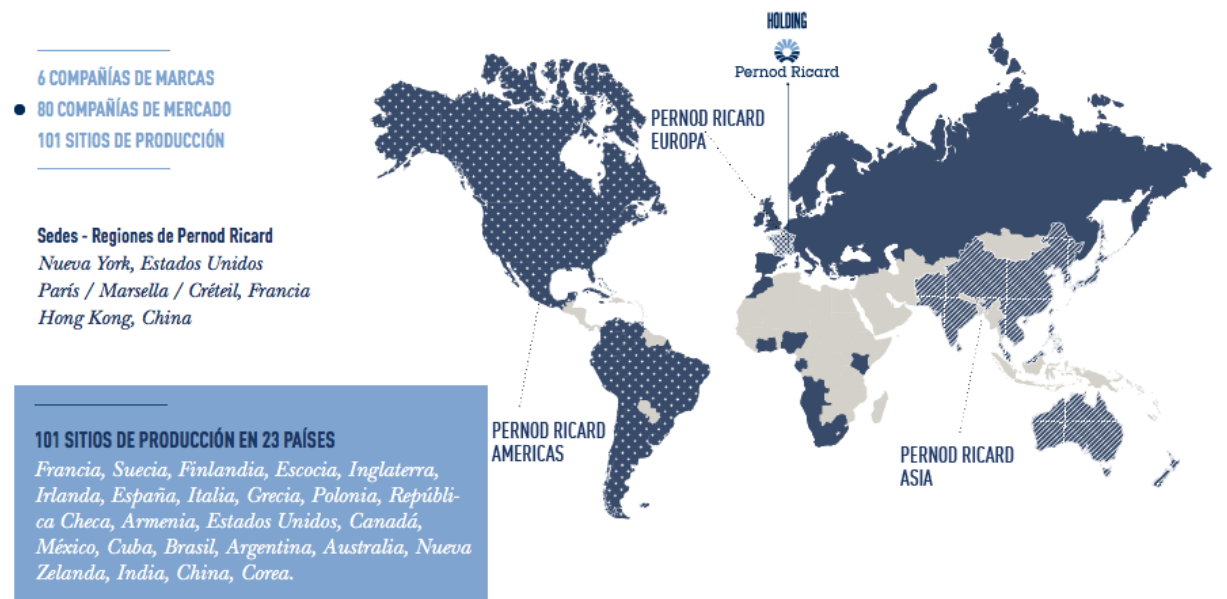 6 COMPAÑÍAS DE MARCAS
80 COMPAÑÍAS DE MERCADO
101 SITIOS DE PRODUCCIÓN
Sedes - Regiones de Pernod Ricard
Nueva York, Estados Unidos
París / Marsella / Créteil, Francia
Hong Kong, China
101 SITIOS DE PRODUCCIÓN EN 23 PAÍSES
Francia, Suecia, Finlandia, Escocia, Inglaterra,
Irlanda, España, Italia, Grecia, Polonia, Repúbli-
ca Checa, Armenia, Estados Unidos, Canadá,
México, Cuba, Brasil, Argentina, Australia, Nueva
Zelanda, India, China, Corea.
HOLDING
Pernod Ricard
PERNOD RICARD
EUROPA
PERNOD RICARD
AMERICAS
PERNOD RICARD
ASIA